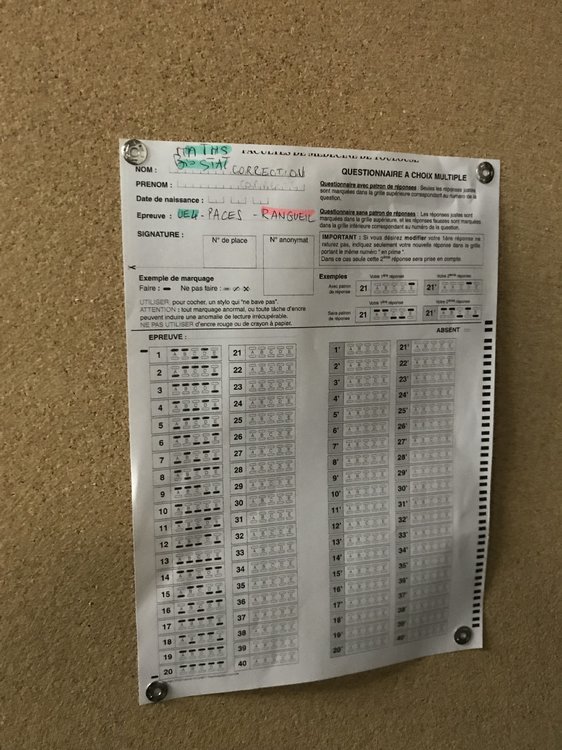 MATHS
BIOSTAT
FACULTES DE MEDECINE DE TOULOUSE
NOM : CORRECTION
QUESTIONNAIRE A CHOIX MULTIPLE
PRENOM :
Questionnaire avec patron de réponses : Seules les réponses justes
sont marquées dans la grille supérieure correspondant au numéro de la
question.
Date de naissance :
Epreuve : UE4 - PACES - RANGUEIL
Questionnaire sans patron de réponses : Les réponses justes sont
marquées dans la grille supérieure, et les réponses fausses sont marquées
dans la grille inférieure correspondant au numéro de la question.
SIGNATURE :
N° de place
N° anonymat
IMPORTANT : Si vous désirez modifier votre 1ère réponse ne
raturez pas, indiquez seulement votre nouvelle réponse dans la ligne
portant le même numéro " en prime ".
Dans ce cas seule cette 2ème réponse sera prise en compte.
Exemple de marquage
Faire : Ne pas faire :
Exemples
Votre 1ère réponse
Votre 2ème réponse
Avec patron
de réponse
21
21'
UTILISER, pour cocher, un stylo qui "ne bave pas".
ATTENTION : tout marquage anormal, ou toute tâche d'encre
peuvent induire une anomalie de lecture irrécupérable.
NE PAS UTILISER d'encre rouge ou de crayon à papier.
Votre 1ère réponse
Votre 2ème réponse
Sans patron
de réponse
21
21'
ABSENT
EPREUVE :
1 21 1' 21'
2 22 2' 22'
3 23 3' 23'
4 24 4' 24'
5 25 5' 25'
6 26 6' 26'
7 27 7' 27'
8 28 8' 28'
9 29 9' 29'
10 30 10' 30'
11 31 11' 31'
12 32 12' 32'
13 33 13' 33'
14 34 14' 34'
15 35 15' 35'
16 36 16' 36'
17 37 17' 37'
18 38 18' 38'
19 39 19' 39'
20 40 20' 40'